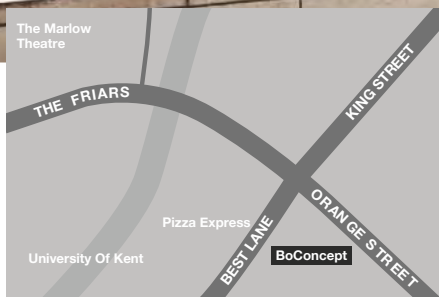 The Marlow
Theatre
THE FRIARS
KING STREET
Pizza Express
BEST LANE
ORANGE STREET
University Of Kent
BoConcept